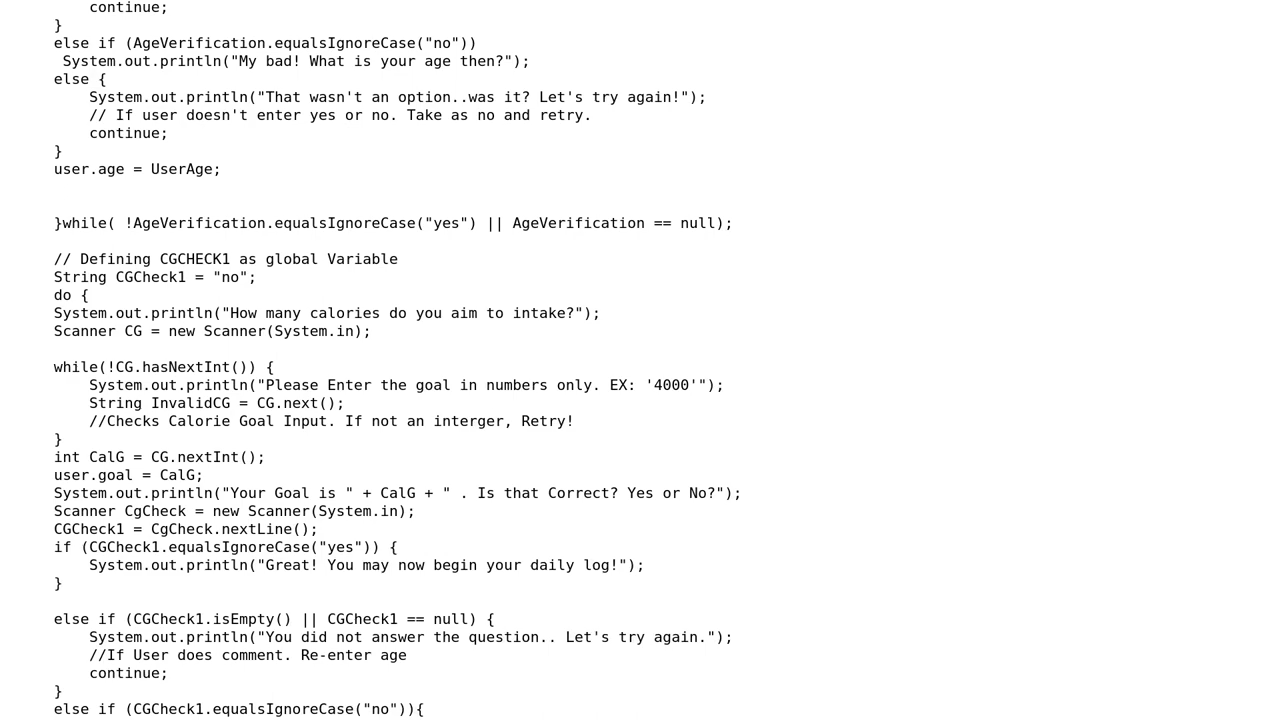 continue;
}
else if (AgeVerification.equalsIgnoreCase("no"))
System.out.println("My bad! What is your age then?");
else {
System.out.println("That wasn't an option..was it? Let's try again!");
// If user doesn't enter yes or no. Take as no and retry.
continue;
}
user.age = UserAge;
}while( !AgeVerification.equalsIgnoreCase("yes") || AgeVerification == null);
// Defining CGCHECK1 as global Variable
String CGCheck1 = "no";
do {
System.out.println("How many calories do you aim to intake?");
Scanner CG = new Scanner(System.in);
while(!CG.hasNextInt()) {
System.out.println("Please Enter the goal in numbers only. EX: '4000'");
String InvalidCG = CG.next();
//Checks Calorie Goal Input. If not an interger, Retry!
}
int CalG = CG.nextInt();
user.goal = CalG;
System.out.println("Your Goal is " + CalG + " . Is that Correct? Yes or No?");
Scanner CgCheck = new Scanner(System.in);
CGCheck1 = CgCheck.nextLine();
if (CGCheck1.equalsIgnoreCase("yes")) {
System.out.println("Great! You may now begin your daily log!");
}
else if (CGCheck1.isEmpty() || CGCheck1 == null) {
System.out.println("You did not answer the question.. Let's try again.");
//If User does comment. Re-enter age
continue;
}
else if (CGCheck1.equalsIgnoreCase("no")){